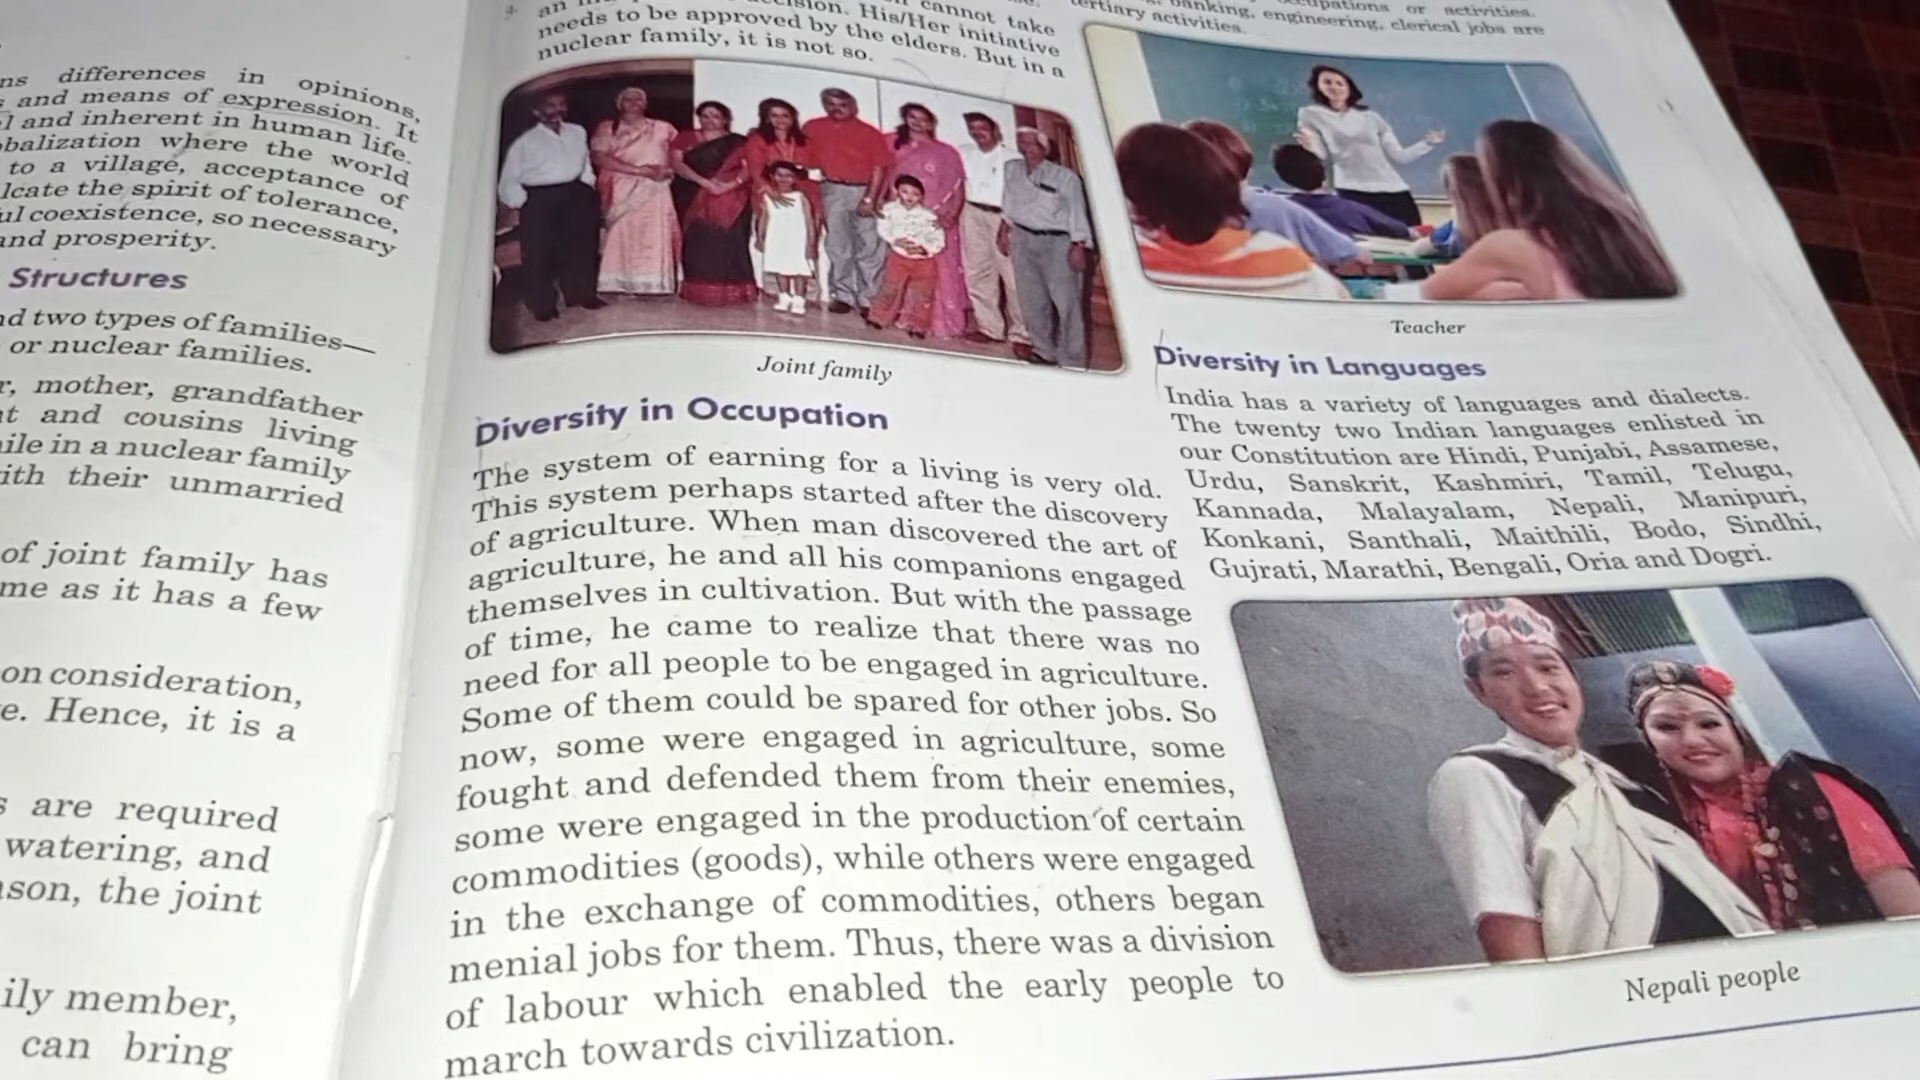 ns differences in opinions,
and means of expression. It
and inherent in human life.
obalization where the world
to a village, acceptance of
lcate the spirit of tolerance,
ul coexistence, so necessary
and prosperity.
Structures
nd two types of families—
or nuclear families.
r, mother, grandfather
and cousins living
ile in a nuclear family
ith their unmarried
of joint family has
me as it has a few
on consideration,
e. Hence, it is a
are required
watering, and
ason, the joint
ily member,
can bring
cannot take
needs to be approved by the elders. But in a
nuclear family, it is not so.
Joint family
Diversity in Occupation
The system of earning for a living is very old.
This system perhaps started after the discovery
of agriculture. When man discovered the art of
agriculture, he and all his companions engaged
themselves in cultivation. But with the passage
of time, he came to realize that there was no
need for all people to be engaged in agriculture.
Some of them could be spared for other jobs. So
now, some were engaged in agriculture, some
fought and defended them from their enemies,
some were engaged in the production of certain
commodities (goods), while others were engaged
in the exchange of commodities, others began
menial jobs for them. Thus, there was a division
of labour which enabled the early people to
march towards civilization.
banking, engineering, clerical jobs are
tertiary activities.
Teacher
Diversity in Languages
India has a variety of languages and dialects.
The twenty two Indian languages enlisted in
our Constitution are Hindi, Punjabi, Assamese,
Urdu, Sanskrit, Kashmiri, Tamil, Telugu,
Kannada, Malayalam, Nepali, Manipuri,
Konkani, Santhali, Maithili, Bodo, Sindhi,
Gujrati, Marathi, Bengali, Oria and Dogri.
Nepali people